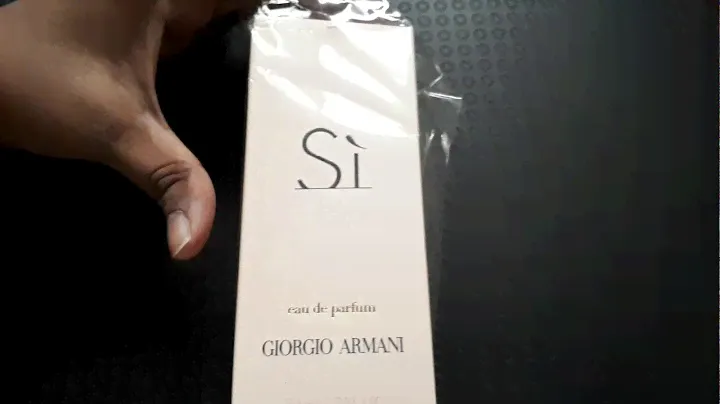 Sì
eau de parfum
GIORGIO ARMANI